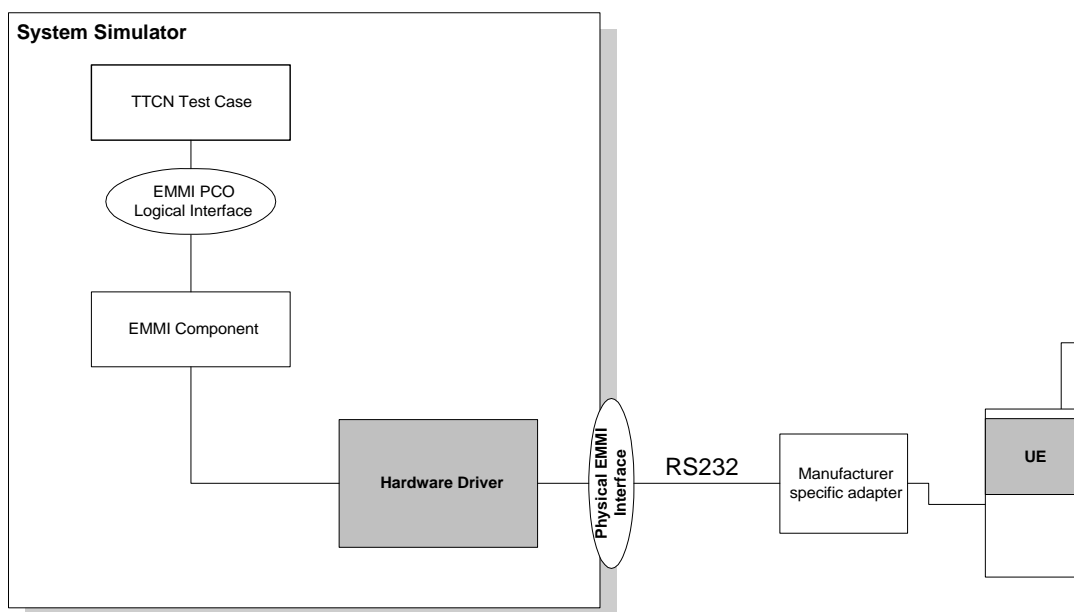 System Simulator
TTCN Test Case
EMMI PCO
Logical Interface
EMMI Component
Hardware Driver
Physical EMMI
Interface
RS232
Manufacturer
specific adapter
UE